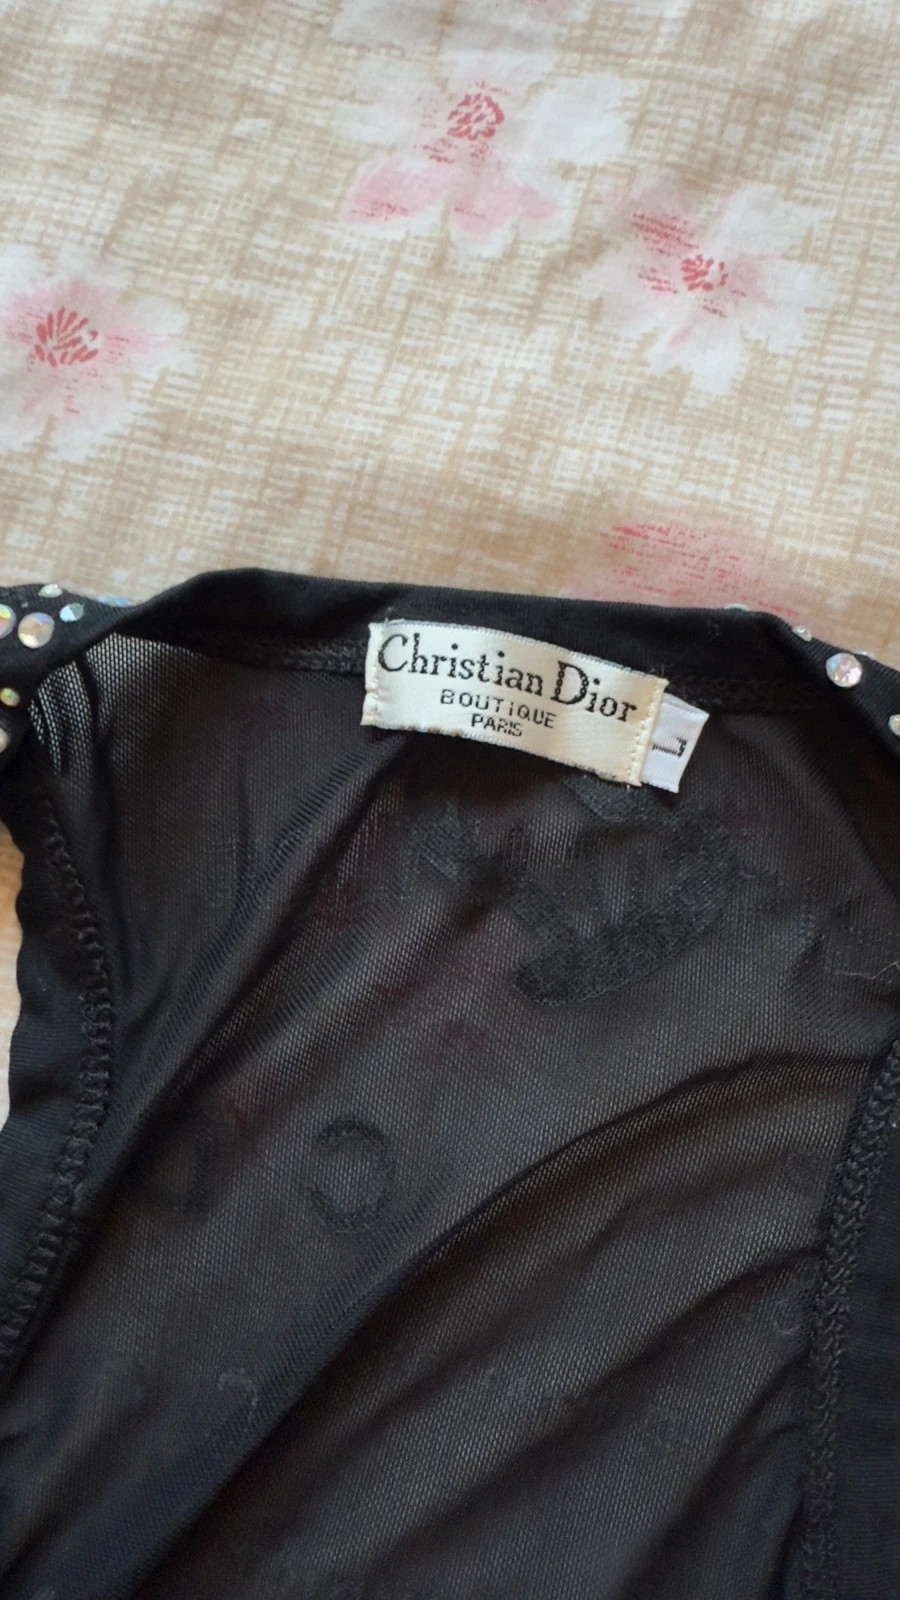 Christian Dior
BOUTIQUE
PARIS
L